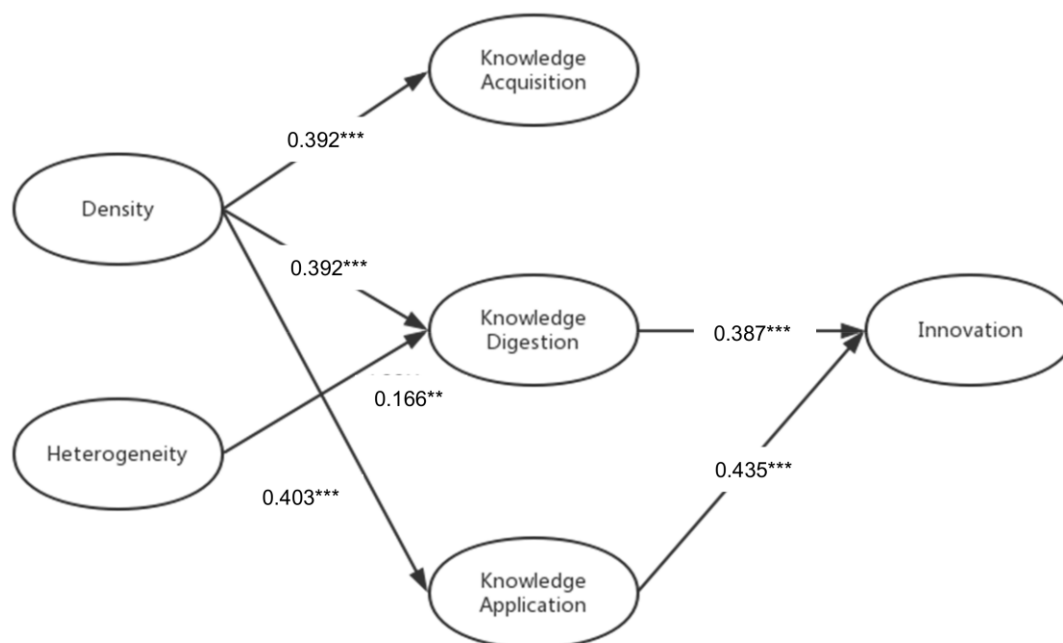 Knowledge
Acquisition
0.392***
Density
0.392***
Knowledge
Digestion
0.387***
Innovation
0.166**
Heterogeneity
0.403***
0.435***
Knowledge
Application